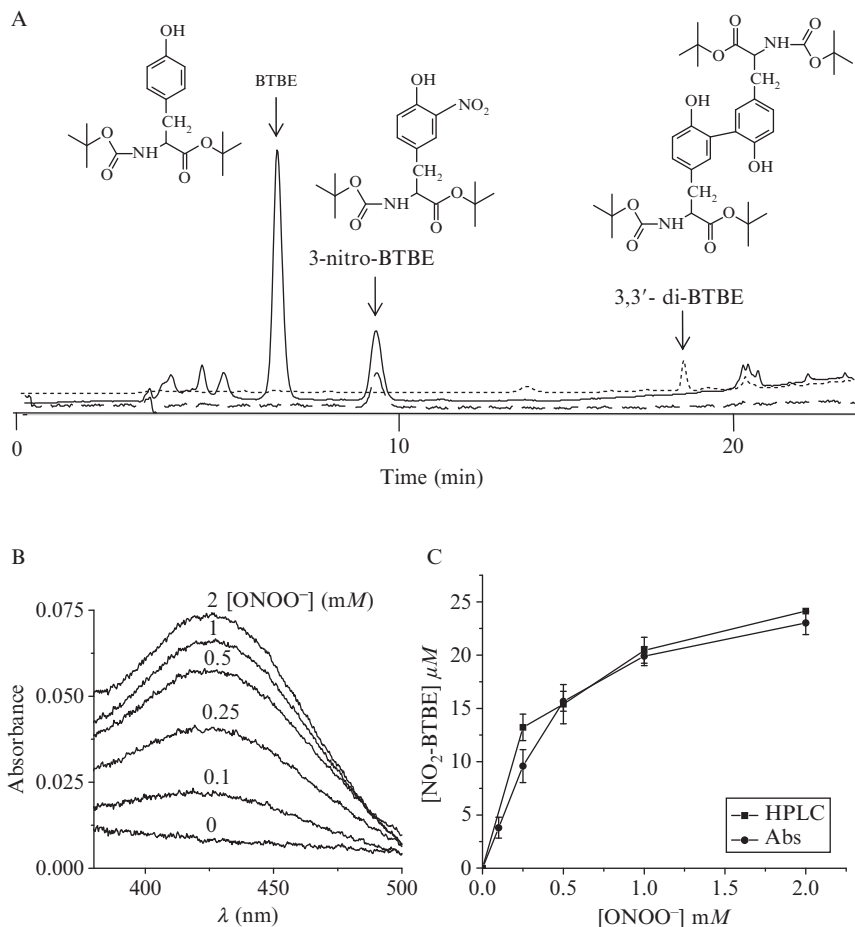 A
OH
CH2
O
O
NH
O
O
BTBE
OH
NO2
CH2
O
O
NH
O
O
3-nitro-BTBE
O
O
NH
O
O
CH2
OH
OH
CH2
O
O
NH
O
O
3,3′- di-BTBE
0
10
20
Time (min)
B
0.075
0.050
0.025
0.000
Absorbance
2 [ONOO−] (mM)
1
0.5
0.25
0.1
0
400
450
500
λ (nm)
C
25
20
15
10
5
0
[NO2-BTBE] μM
HPLC
Abs
0.0
0.5
1.0
1.5
2.0
[ONOO−] mM